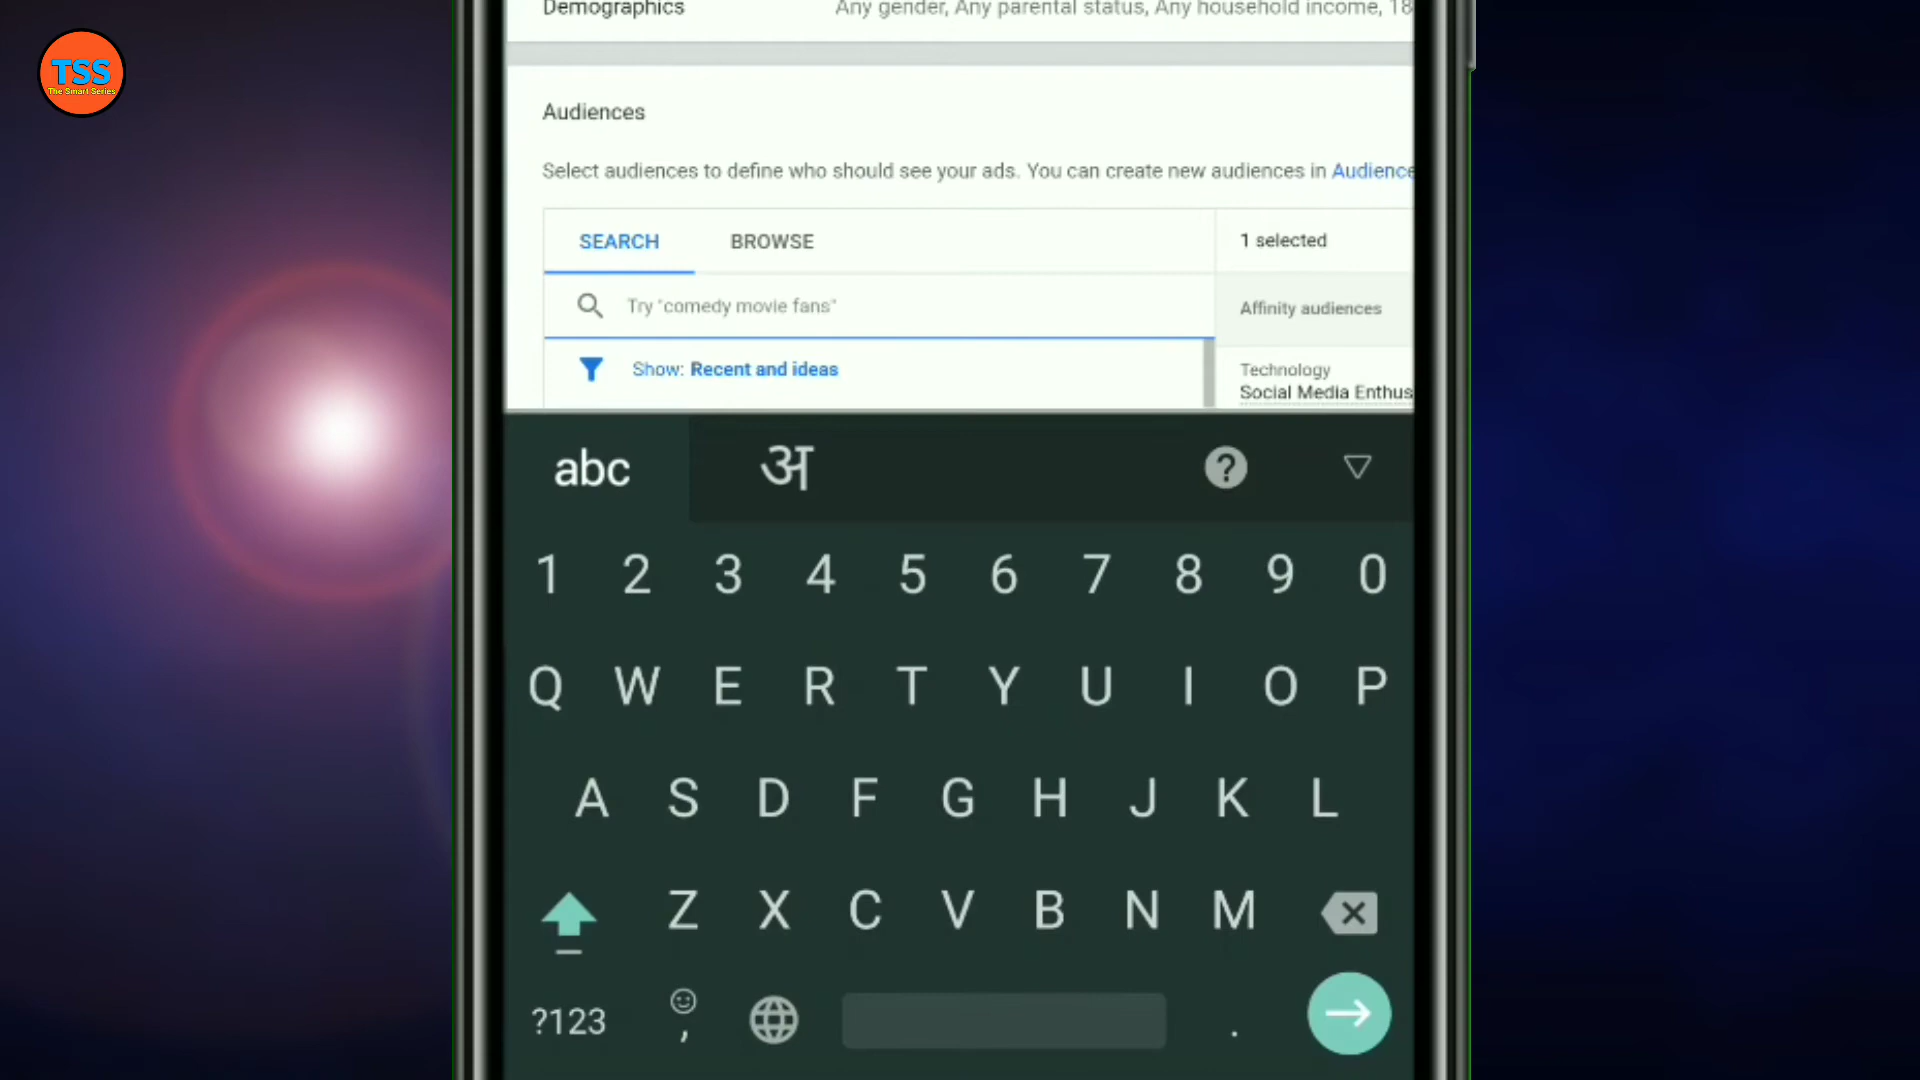 TSS
The Smart Series
Demographics Any gender, Any parental status, Any household income, 18
Audiences
Select audiences to define who should see your ads. You can create new audiences in Audience
SEARCH BROWSE 1 selected
Try "comedy movie fans" Affinity audiences
Show: Recent and ideas Technology
Social Media Enthus
abc अ ?
1 2 3 4 5 6 7 8 9 0
Q W E R T Y U I O P
A S D F G H J K L
Z X C V B N M
?123 , .